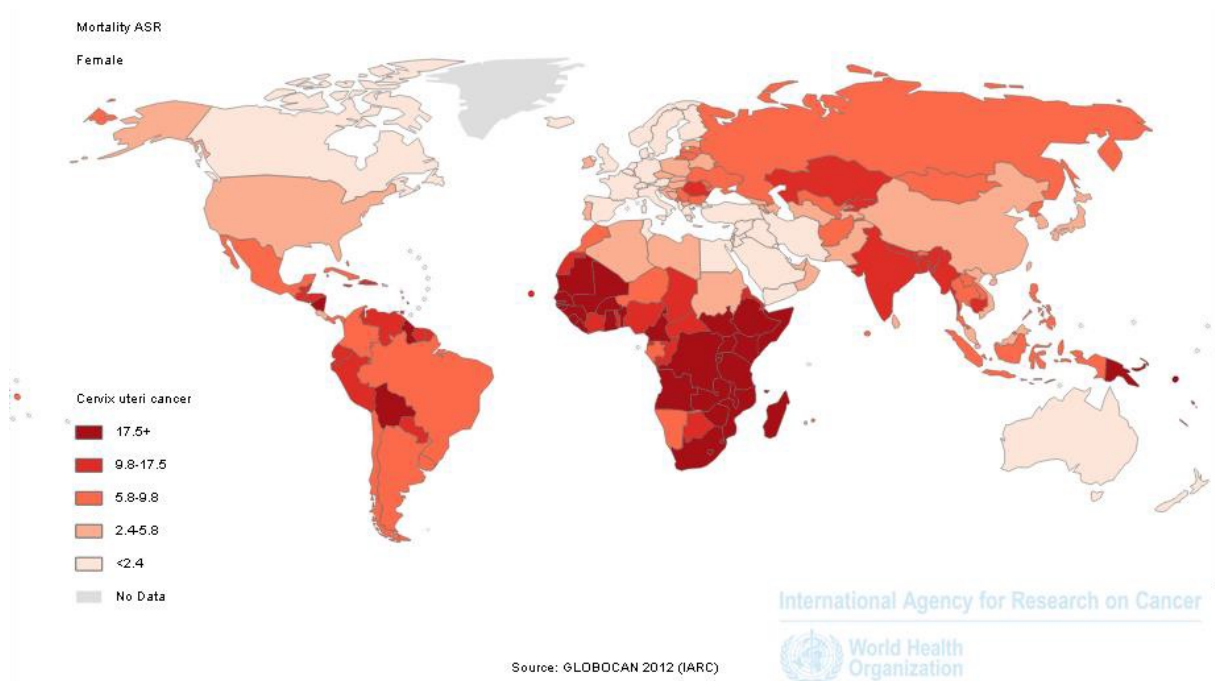 Mortality ASR
Female
Cervix uteri cancer
17.5+
9.8-17.5
5.8-9.8
2.4-5.8
<2.4
No Data
International Agency for Research on Cancer
World Health
Organization
Source: GLOBOCAN 2012 (IARC)